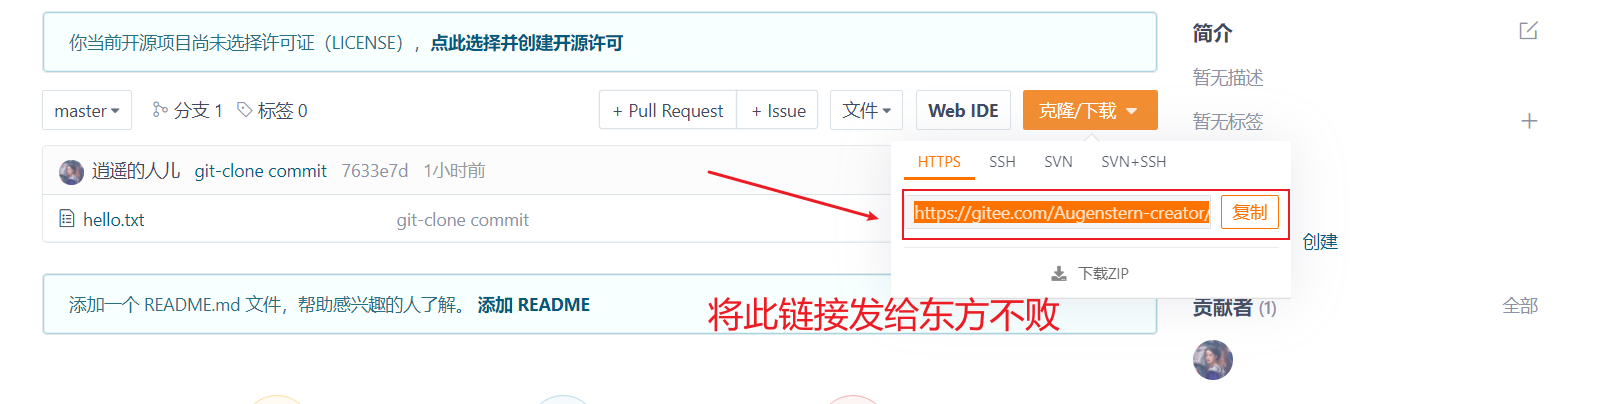 你当前开源项目尚未选择许可证（LICENSE），点此选择并创建开源许可
简介
暂无描述
master 分支 1 标签 0 + Pull Request + Issue 文件 Web IDE 克隆/下载
暂无标签
逍遥的人儿 git-clone commit 7633e7d 1小时前
HTTPS SSH SVN SVN+SSH
hello.txt git-clone commit
https://gitee.com/Augenstern-creator/ 复制
创建
下载ZIP
添加一个 README.md 文件，帮助感兴趣的人了解。 添加 README
将此链接发给东方不败
贡献者 (1) 全部